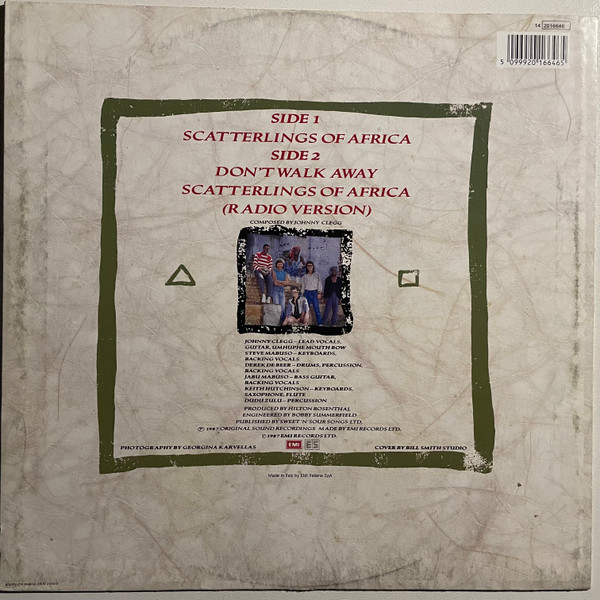 14 2016646
5 099920 166465
SIDE 1
SCATTERLINGS OF AFRICA
SIDE 2
DON'T WALK AWAY
SCATTERLINGS OF AFRICA
(RADIO VERSION)
COMPOSED BY JOHNNY CLEGG
JOHNNY CLEGG – LEAD VOCALS,
GUITAR, UMHUPHE MOUTH BOW
STEVE MABUSO – KEYBOARDS,
BACKING VOCALS
DEREK DE BEER – DRUMS, PERCUSSION,
BACKING VOCALS
JABU MABUSO – BASS GUITAR,
BACKING VOCALS
KEITH HUTCHINSON – KEYBOARDS,
SAXOPHONE, FLUTE
DUDU ZULU – PERCUSSION
PRODUCED BY HILTON ROSENTHAL
ENGINEERED BY BOBBY SUMMERFIELD
PUBLISHED BY SWEET 'N' SOUR SONGS LTD.
℗ 1987 ORIGINAL SOUND RECORDINGS MADE BY EMI RECORDS LTD.
© 1987 EMI RECORDS LTD.
PHOTOGRAPHY BY GEORGINA KARVELLAS
EMI
COVER BY BILL SMITH STUDIO
Made in Italy by EMI Italiana SpA